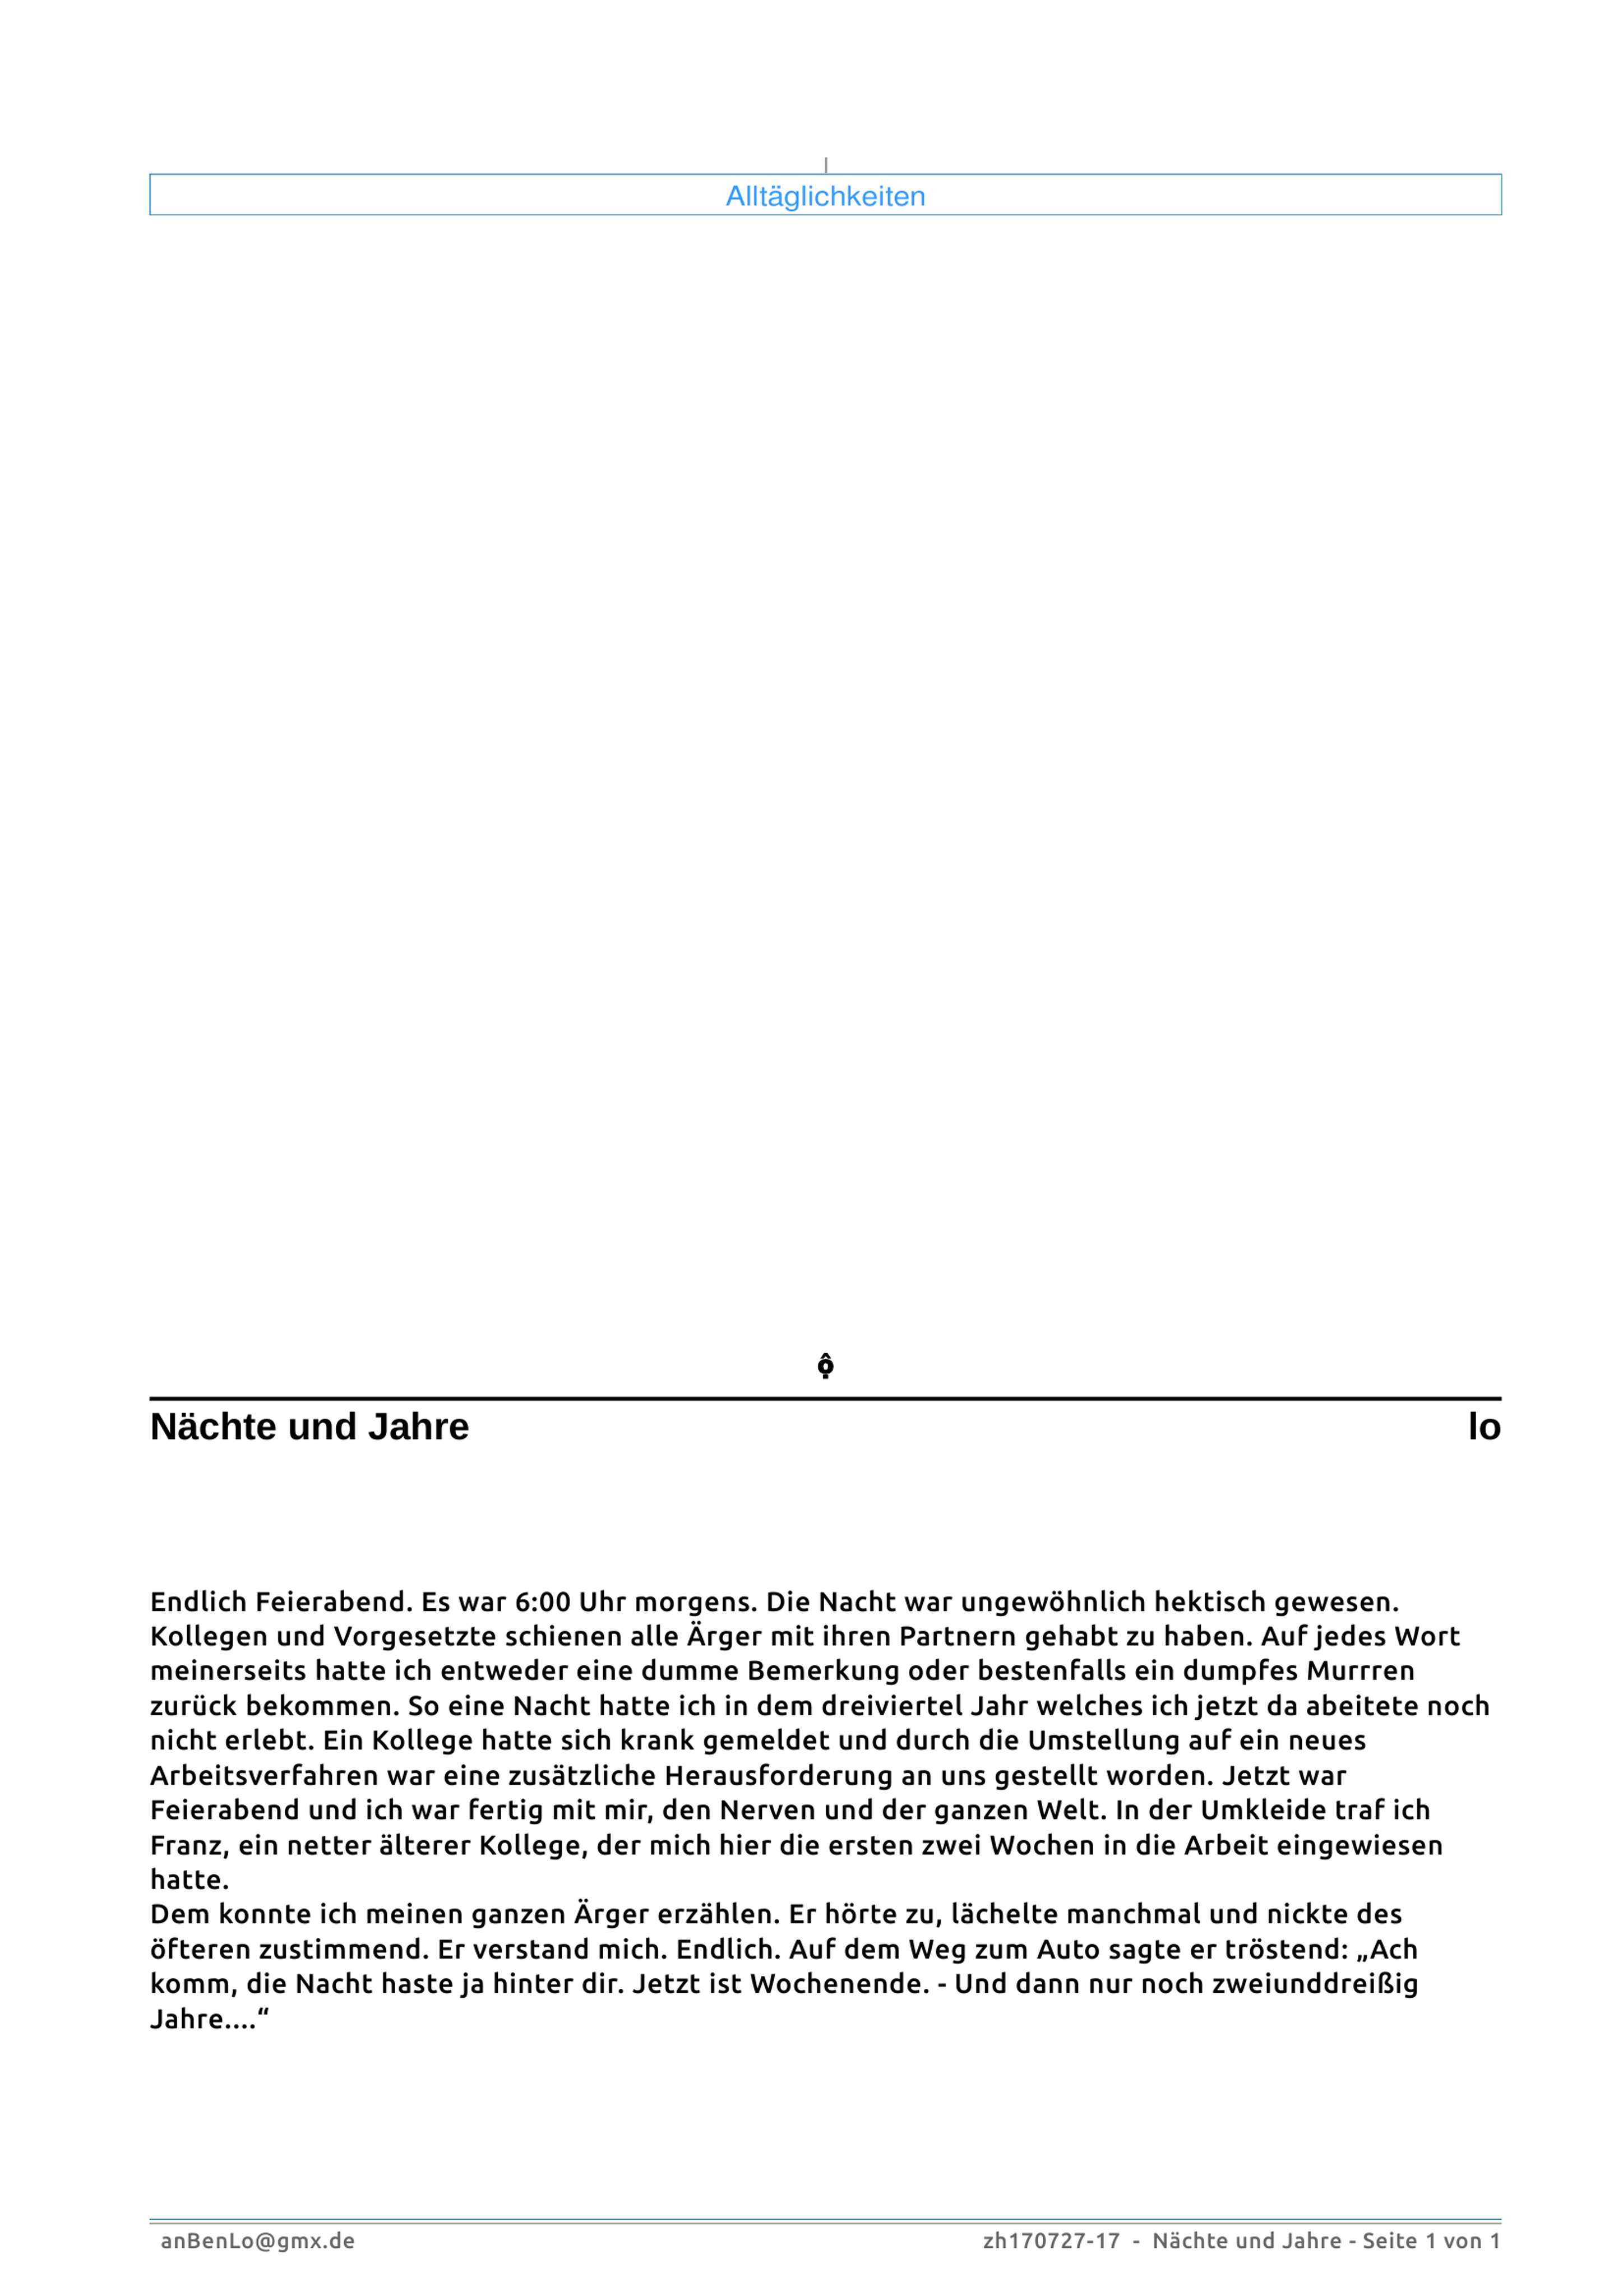 Alltäglichkeiten
Nächte und Jahre lo
Endlich Feierabend. Es war 6:00 Uhr morgens. Die Nacht war ungewöhnlich hektisch gewesen.
Kollegen und Vorgesetzte schienen alle Ärger mit ihren Partnern gehabt zu haben. Auf jedes Wort
meinerseits hatte ich entweder eine dumme Bemerkung oder bestenfalls ein dumpfes Murrren
zurück bekommen. So eine Nacht hatte ich in dem dreiviertel Jahr welches ich jetzt da abeitete noch
nicht erlebt. Ein Kollege hatte sich krank gemeldet und durch die Umstellung auf ein neues
Arbeitsverfahren war eine zusätzliche Herausforderung an uns gestellt worden. Jetzt war
Feierabend und ich war fertig mit mir, den Nerven und der ganzen Welt. In der Umkleide traf ich
Franz, ein netter älterer Kollege, der mich hier die ersten zwei Wochen in die Arbeit eingewiesen
hatte.
Dem konnte ich meinen ganzen Ärger erzählen. Er hörte zu, lächelte manchmal und nickte des
öfteren zustimmend. Er verstand mich. Endlich. Auf dem Weg zum Auto sagte er tröstend: „Ach
komm, die Nacht haste ja hinter dir. Jetzt ist Wochenende. - Und dann nur noch zweiunddreißig
Jahre....“
anBenLo@gmx.de zh170727-17 - Nächte und Jahre - Seite 1 von 1